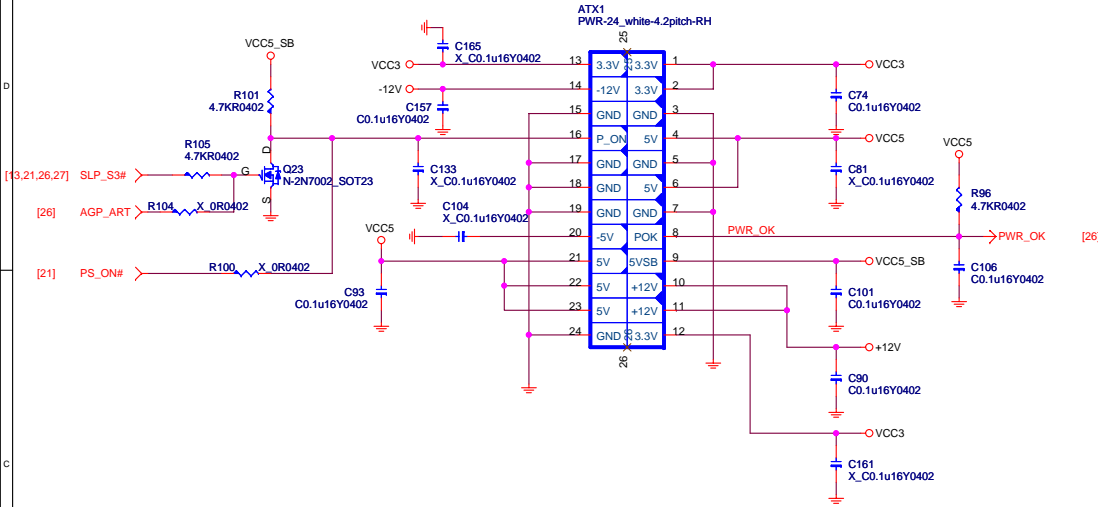 ATX1
PWR-24_white-4.2pitch-RH
25
VCC5_SB
R101
4.7KR0402
VCC3
C165
X_C0.1u16Y0402
-12V
C157
C0.1u16Y0402
D
R105
4.7KR0402
[13,21,26,27] SLP_S3#
G
D
S
Q23
N-2N7002_SOT23
[26] AGP_ART
R104 X_0R0402
[21] PS_ON#
R100 X_0R0402
C133
X_C0.1u16Y0402
C104
X_C0.1u16Y0402
VCC5
C93
C0.1u16Y0402
13 3.3V 3.3V 1
14 -12V 3.3V 2
15 GND GND 3
16 P_ON 5V 4
17 GND GND 5
18 GND 5V 6
19 GND GND 7
20 -5V POK 8
21 5V 5VSB 9
22 5V +12V 10
23 5V +12V 11
24 GND 3.3V 12
26
VCC3
C74
C0.1u16Y0402
VCC5
C81
X_C0.1u16Y0402
VCC5
R96
4.7KR0402
PWR_OK
PWR_OK [26]
C106
C0.1u16Y0402
VCC5_SB
C101
C0.1u16Y0402
+12V
C90
C0.1u16Y0402
VCC3
C161
X_C0.1u16Y0402
C